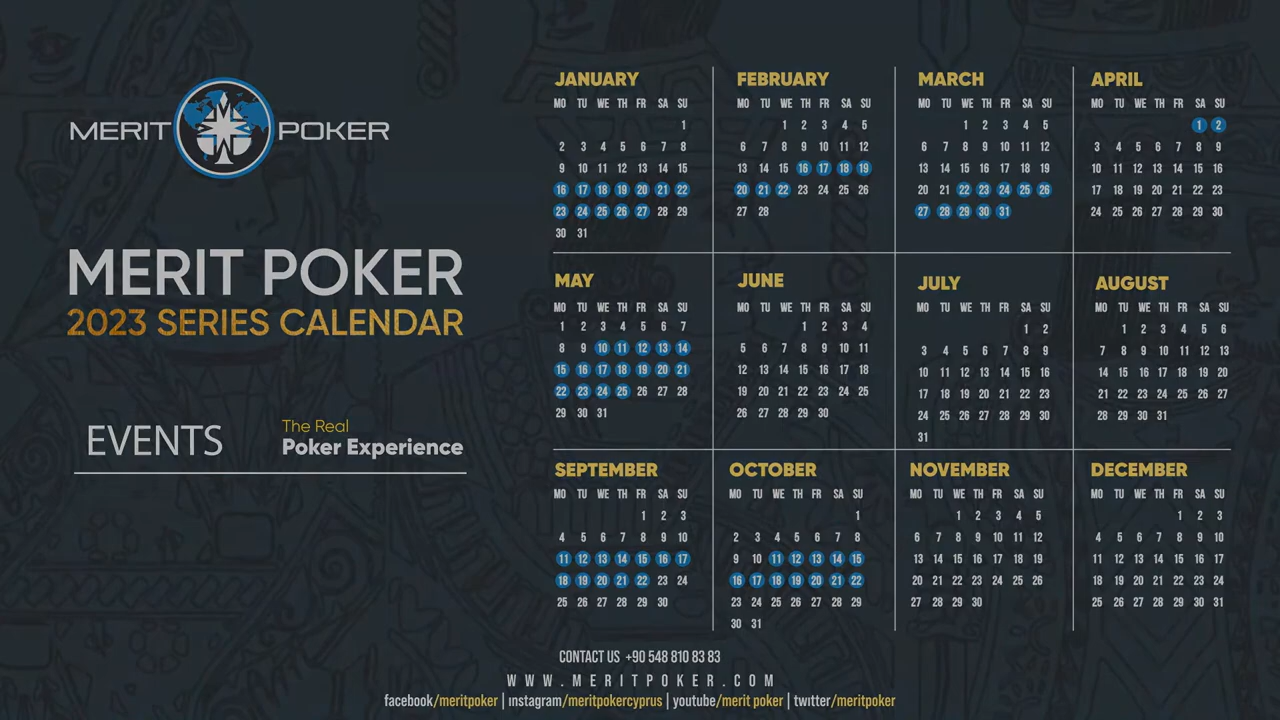 MERIT POKER
MERIT POKER
2023 SERIES CALENDAR
EVENTS
The Real
Poker Experience
JANUARY
MO TU WE TH FR SA SU
1
2 3 4 5 6 7 8
9 10 11 12 13 14 15
16 17 18 19 20 21 22
23 24 25 26 27 28 29
30 31
FEBRUARY
MO TU WE TH FR SA SU
1 2 3 4 5
6 7 8 9 10 11 12
13 14 15 16 17 18 19
20 21 22 23 24 25 26
27 28
MARCH
MO TU WE TH FR SA SU
1 2 3 4 5
6 7 8 9 10 11 12
13 14 15 16 17 18 19
20 21 22 23 24 25 26
27 28 29 30 31
APRIL
MO TU WE TH FR SA SU
1 2
3 4 5 6 7 8 9
10 11 12 13 14 15 16
17 18 19 20 21 22 23
24 25 26 27 28 29 30
MAY
MO TU WE TH FR SA SU
1 2 3 4 5 6 7
8 9 10 11 12 13 14
15 16 17 18 19 20 21
22 23 24 25 26 27 28
29 30 31
JUNE
MO TU WE TH FR SA SU
1 2 3 4
5 6 7 8 9 10 11
12 13 14 15 16 17 18
19 20 21 22 23 24 25
26 27 28 29 30
JULY
MO TU WE TH FR SA SU
1 2
3 4 5 6 7 8 9
10 11 12 13 14 15 16
17 18 19 20 21 22 23
24 25 26 27 28 29 30
31
AUGUST
MO TU WE TH FR SA SU
1 2 3 4 5 6
7 8 9 10 11 12 13
14 15 16 17 18 19 20
21 22 23 24 25 26 27
28 29 30 31
SEPTEMBER
MO TU WE TH FR SA SU
1 2 3
4 5 6 7 8 9 10
11 12 13 14 15 16 17
18 19 20 21 22 23 24
25 26 27 28 29 30
OCTOBER
MO TU WE TH FR SA SU
1
2 3 4 5 6 7 8
9 10 11 12 13 14 15
16 17 18 19 20 21 22
23 24 25 26 27 28 29
30 31
NOVEMBER
MO TU WE TH FR SA SU
1 2 3 4 5
6 7 8 9 10 11 12
13 14 15 16 17 18 19
20 21 22 23 24 25 26
27 28 29 30
DECEMBER
MO TU WE TH FR SA SU
1 2 3
4 5 6 7 8 9 10
11 12 13 14 15 16 17
18 19 20 21 22 23 24
25 26 27 28 29 30 31
CONTACT US +90 548 810 83 83
WWW.MERITPOKER.COM
facebook/meritpoker | ınstagram/meritpokercyprus | youtube/merit poker | twıtter/meritpoker